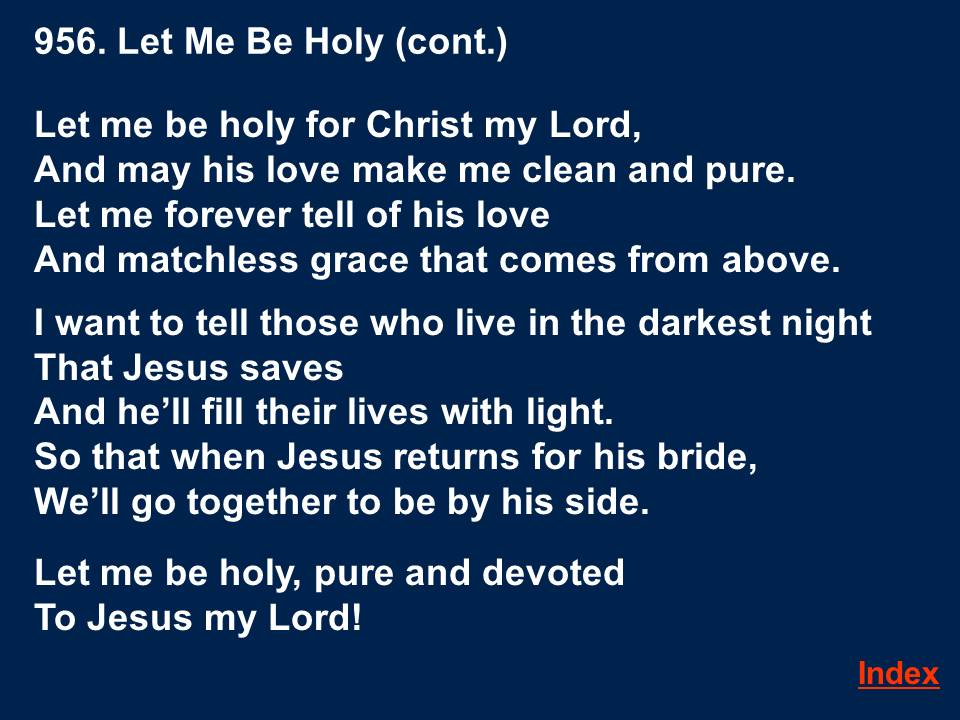 956. Let Me Be Holy (cont.)
Let me be holy for Christ my Lord,
And may his love make me clean and pure.
Let me forever tell of his love
And matchless grace that comes from above.
I want to tell those who live in the darkest night
That Jesus saves
And he’ll fill their lives with light.
So that when Jesus returns for his bride,
We’ll go together to be by his side.
Let me be holy, pure and devoted
To Jesus my Lord!
Index